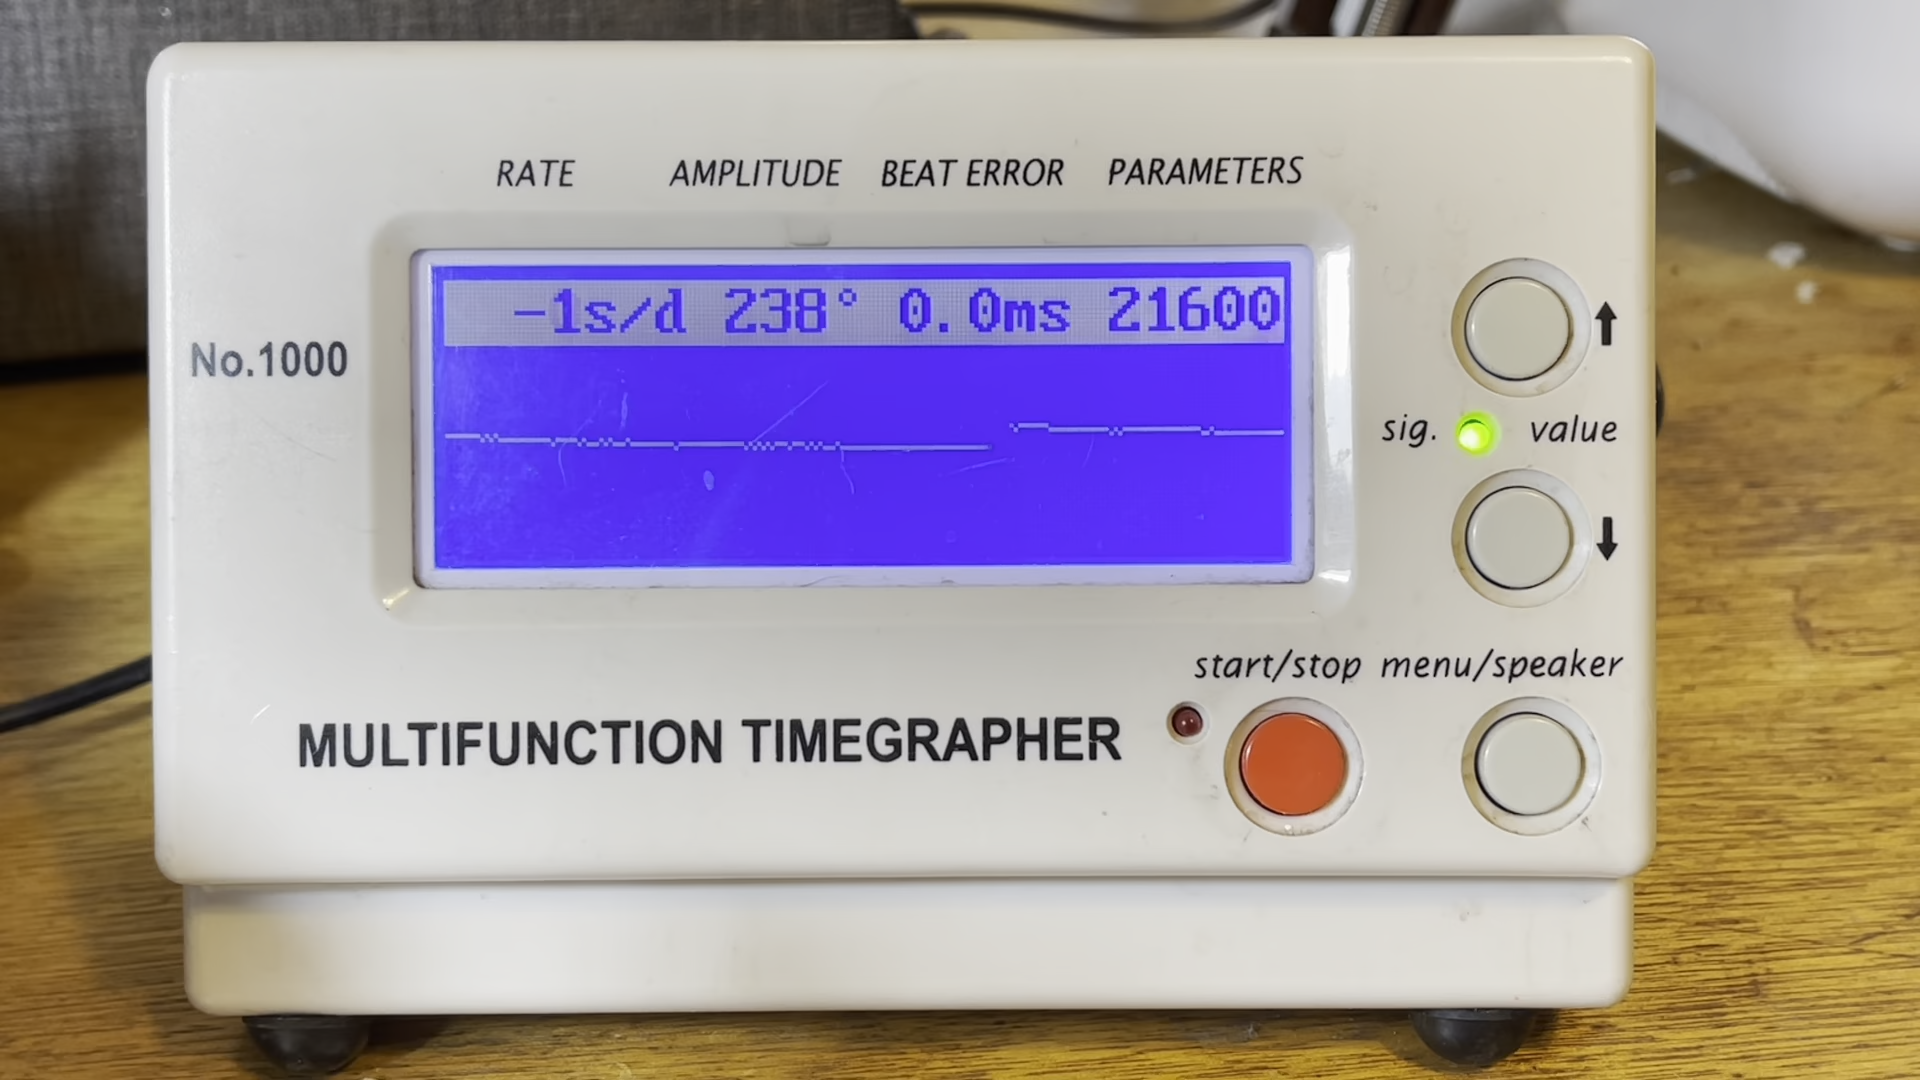 RATE AMPLITUDE BEAT ERROR PARAMETERS
-1s/d 238° 0.0ms 21600
No.1000
sig. value
start/stop menu/speaker
MULTIFUNCTION TIMEGRAPHER